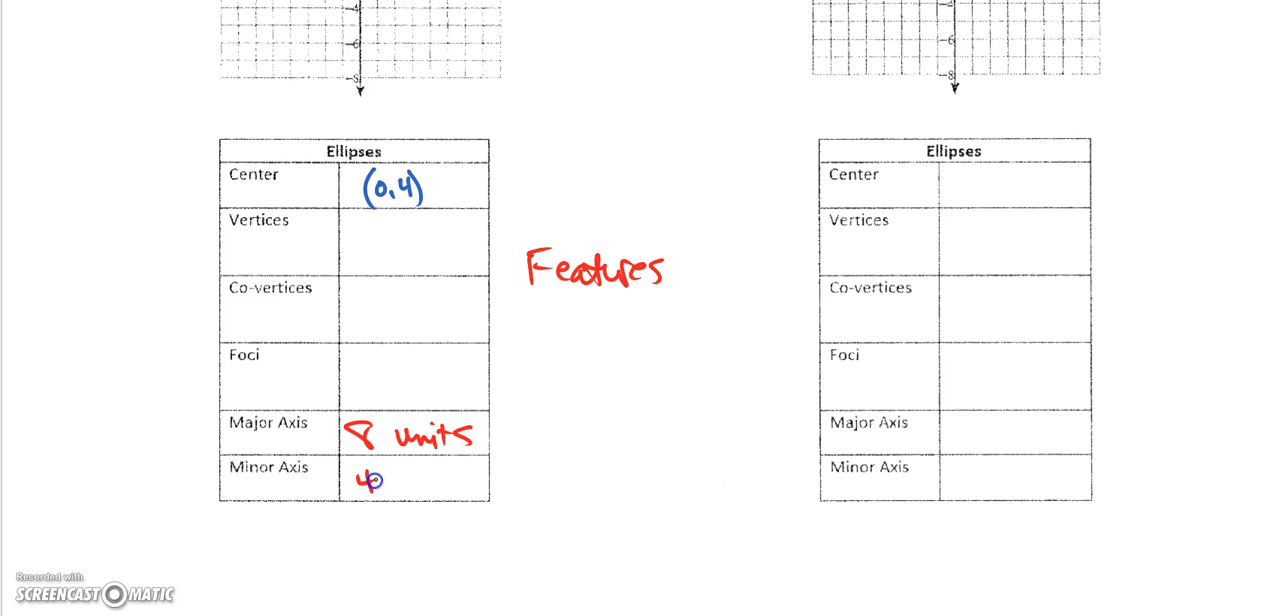 -4
-6
-8
-4
-6
-8
Ellipses
Center (0,4)
Vertices
Co-vertices
Foci
Major Axis 8 units
Minor Axis 4
Features
Ellipses
Center
Vertices
Co-vertices
Foci
Major Axis
Minor Axis
Recorded with
SCREENCAST MATIC